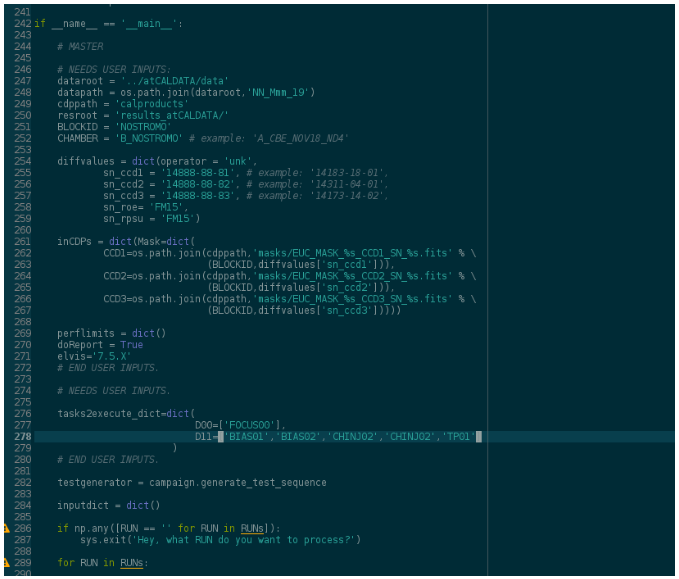 241
242 if __name__ == '__main__':
243
244 # MASTER
245
246 # NEEDS USER INPUTS:
247 dataroot = '../atCALDATA/data'
248 datapath = os.path.join(dataroot,'NN_Mmm_19')
249 cdppath = 'calproducts'
250 resroot = 'results_atCALDATA/'
251 BLOCKID = 'NOSTROMO'
252 CHAMBER = 'B_NOSTROMO' # example: 'A_CBE_NOV18_ND4'
253
254 diffvalues = dict(operator = 'unk',
255 sn_ccd1 = '14888-88-81', # example: '14183-18-01',
256 sn_ccd2 = '14888-88-82', # example: '14311-04-01',
257 sn_ccd3 = '14888-88-83', # example: '14173-14-02',
258 sn_roe= 'FM15',
259 sn_rpsu = 'FM15')
260
261 inCDPs = dict(Mask=dict(
262 CCD1=os.path.join(cdppath,'masks/EUC_MASK_%s_CCD1_SN_%s.fits' % \
263 (BLOCKID,diffvalues['sn_ccd1'])),
264 CCD2=os.path.join(cdppath,'masks/EUC_MASK_%s_CCD2_SN_%s.fits' % \
265 (BLOCKID,diffvalues['sn_ccd2'])),
266 CCD3=os.path.join(cdppath,'masks/EUC_MASK_%s_CCD3_SN_%s.fits' % \
267 (BLOCKID,diffvalues['sn_ccd3']))))
268
269 perflimits = dict()
270 doReport = True
271 elvis='7.5.X'
272 # END USER INPUTS.
273
274 # NEEDS USER INPUTS.
275
276 tasks2execute_dict=dict(
277 D00=['FOCUS00'],
278 D11=['BIAS01','BIAS02','CHINJ02','CHINJ02','TP01']
279 )
280 # END USER INPUTS.
281
282 testgenerator = campaign.generate_test_sequence
283
284 inputdict = dict()
285
286 if np.any([RUN == '' for RUN in RUNs]):
287 sys.exit('Hey, what RUN do you want to process?')
288
289 for RUN in RUNs:
290